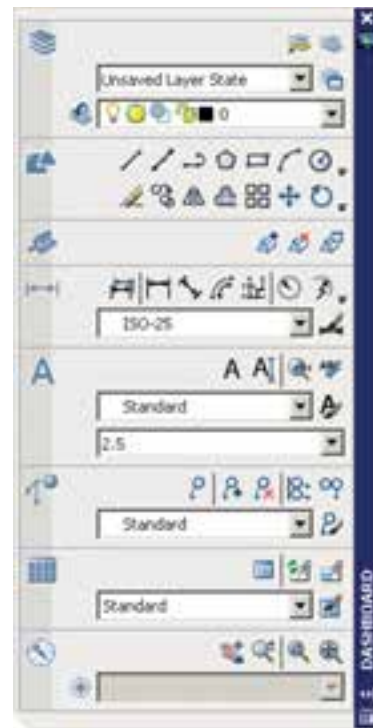 Unsaved Layer State
0
ISO-25
A
A A
Standard
2.5
Standard
Standard
DASHBOARD